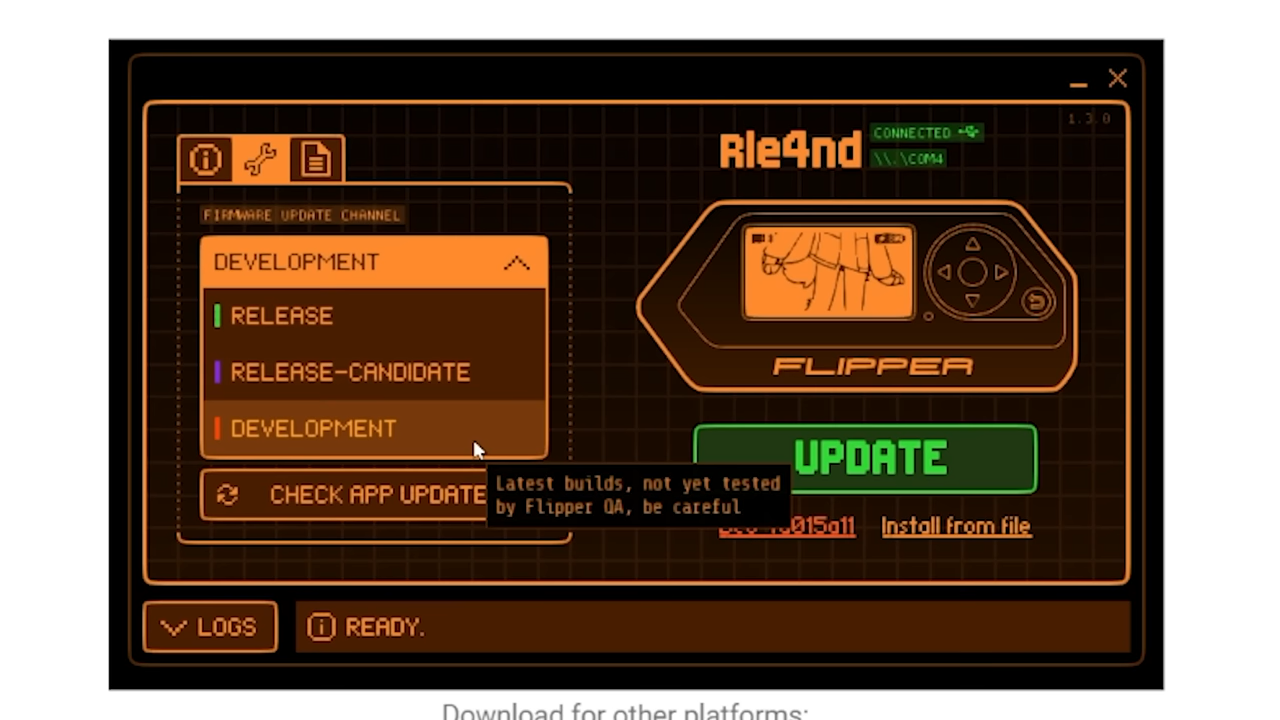 1.3.0
Rle4nd
CONNECTED
\\.\COM4
FIRMWARE UPDATE CHANNEL
DEVELOPMENT
RELEASE
RELEASE-CANDIDATE
DEVELOPMENT
CHECK APP UPDATE
FLIPPER
UPDATE
Latest builds, not yet tested
by Flipper QA, be careful
Install from file
LOGS
READY.
Download for other platforms: